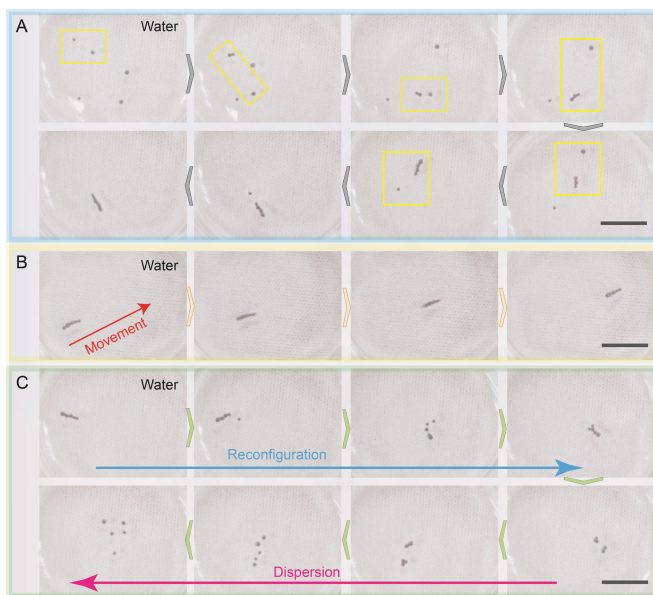 A
Water
B
Water
Movement
C
Water
Reconfiguration
Dispersion